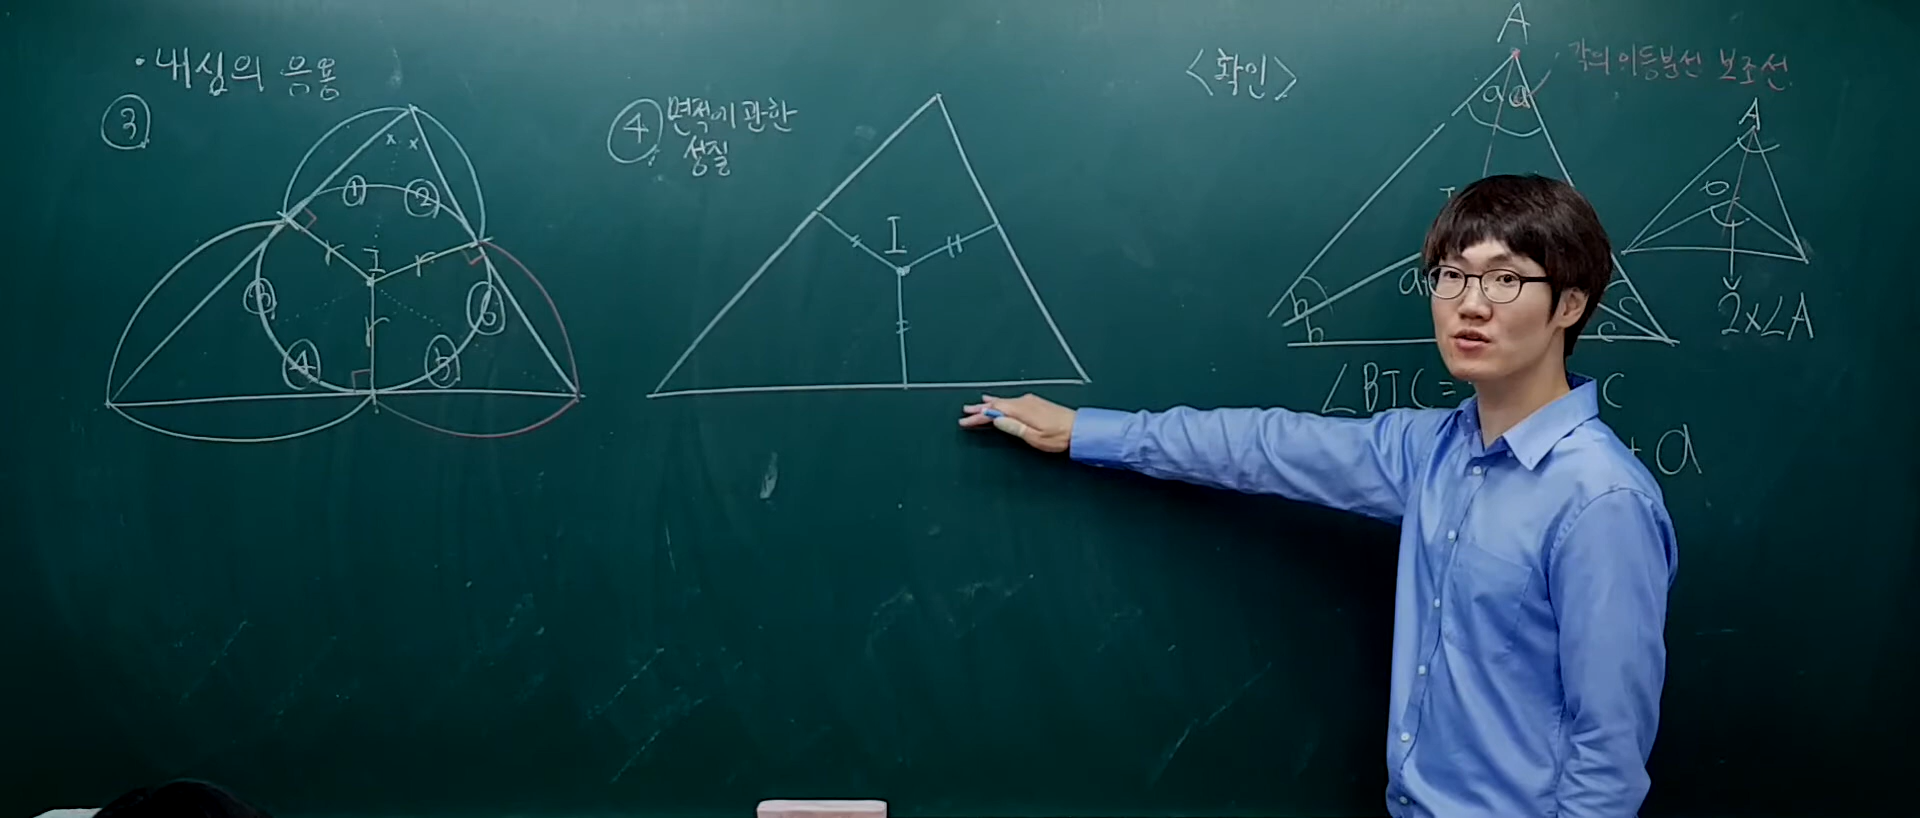 · 내심의 응용
③
x x
① ②
r r
I
③ r ⑥
④ ⑤
④ 면적에 관한
성질
I
<확인>
A
· 각의 이등분선 보조선
a a
I
b
b
a
c
c
A
2×∠A
∠BIC=
c
+ a